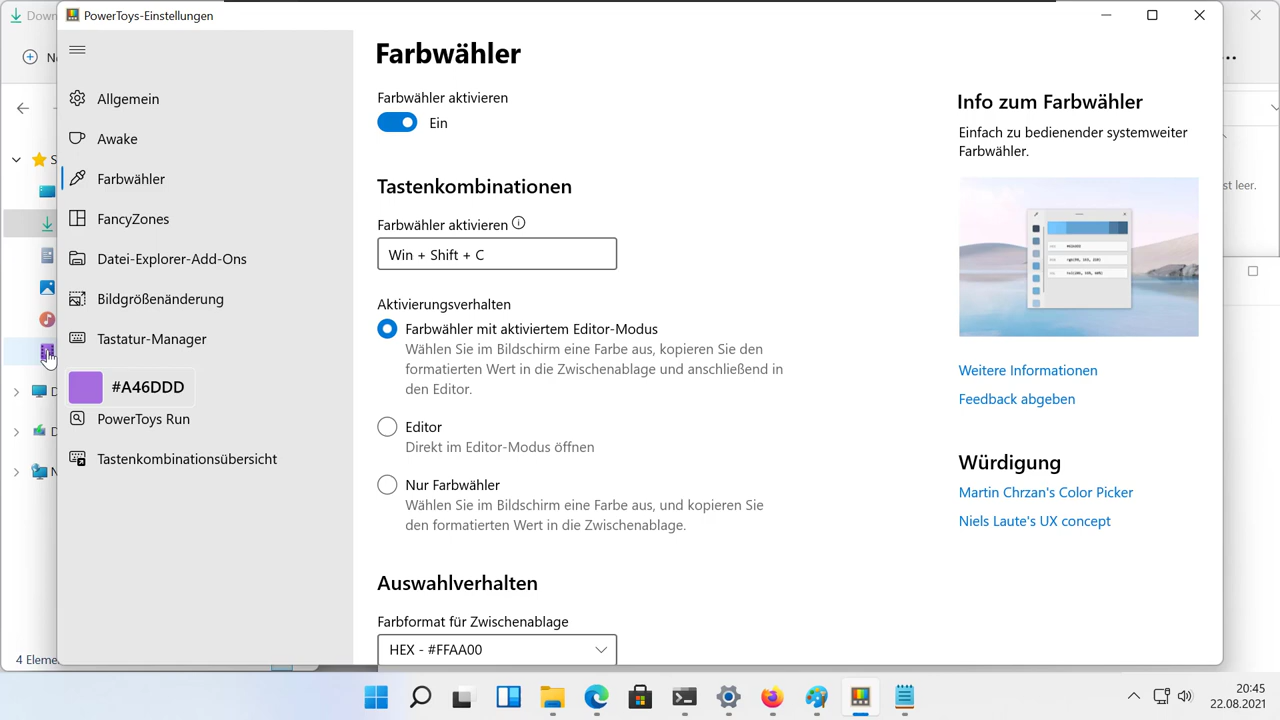 Down
PowerToys-Einstellungen
Allgemein
Awake
Farbwähler
FancyZones
Datei-Explorer-Add-Ons
Bildgrößenänderung
Tastatur-Manager
#A46DDD
PowerToys Run
Tastenkombinationsübersicht
4 Eleme
Farbwähler
Farbwähler aktivieren
Ein
Tastenkombinationen
Farbwähler aktivieren
Win + Shift + C
Aktivierungsverhalten
Farbwähler mit aktiviertem Editor-Modus
Wählen Sie im Bildschirm eine Farbe aus, kopieren Sie den
formatierten Wert in die Zwischenablage und anschließend in
den Editor.
Editor
Direkt im Editor-Modus öffnen
Nur Farbwähler
Wählen Sie im Bildschirm eine Farbe aus, und kopieren Sie
den formatierten Wert in die Zwischenablage.
Auswahlverhalten
Farbformat für Zwischenablage
HEX - #FFAA00
Info zum Farbwähler
Einfach zu bedienender systemweiter
Farbwähler.
Weitere Informationen
Feedback abgeben
Würdigung
Martin Chrzan's Color Picker
Niels Laute's UX concept
st leer.
20:45
22.08.2021